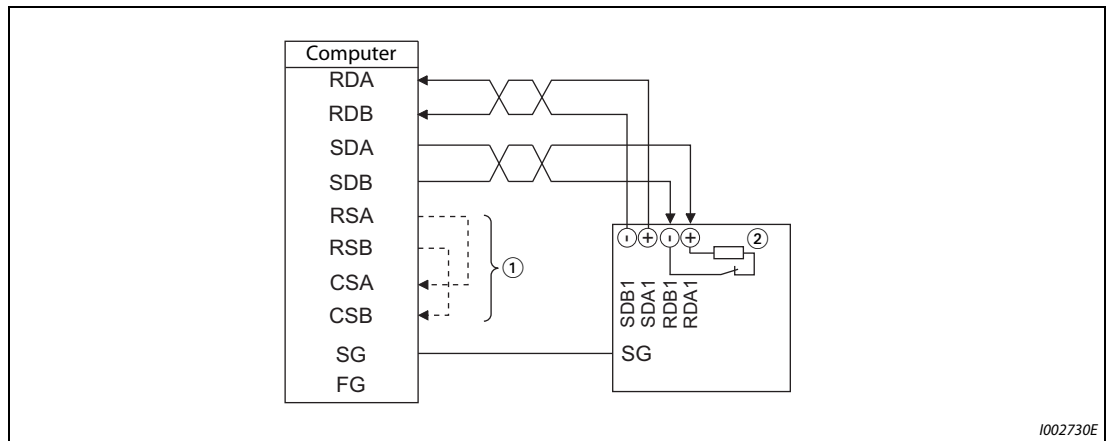 Computer
RDA
RDB
SDA
SDB
RSA
RSB
CSA
CSB
SG
FG
①
- + - +
②
SDB1
SDA1
RDB1
RDA1
SG
I002730E